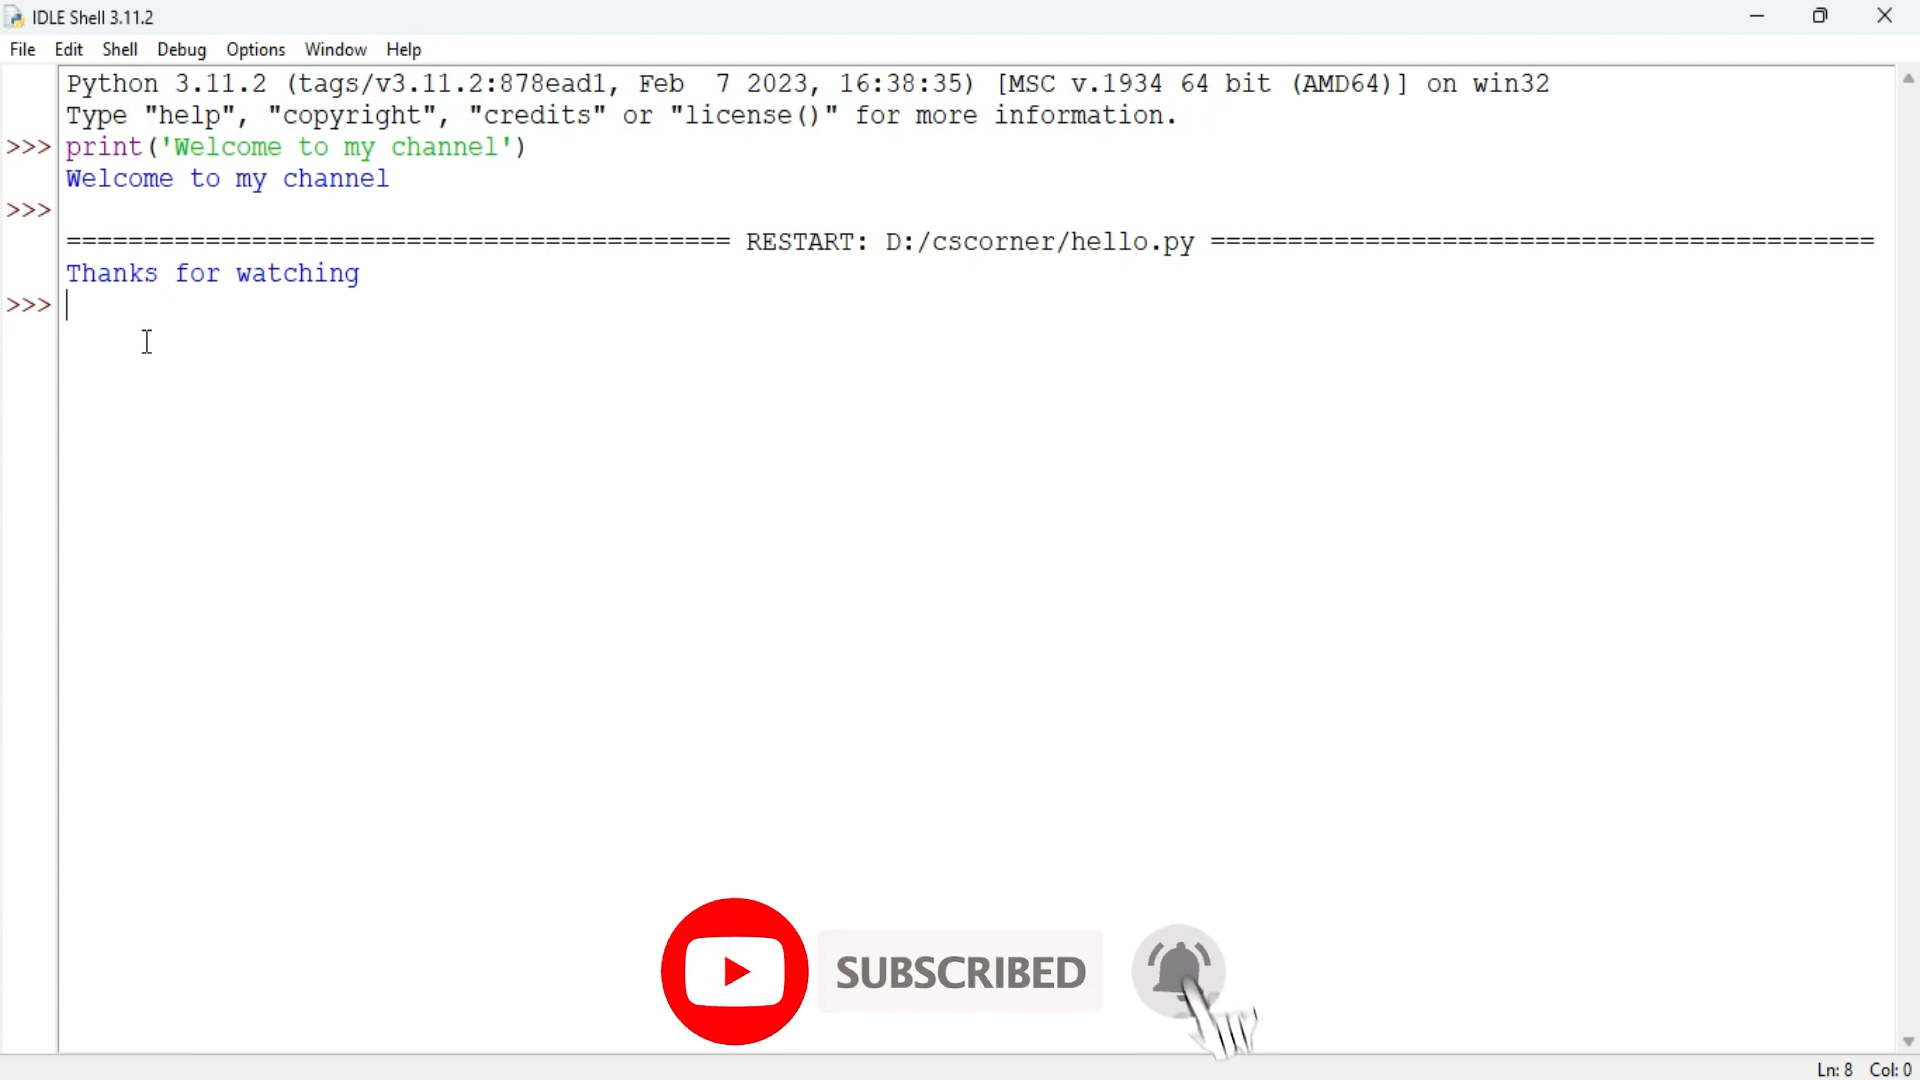 IDLE Shell 3.11.2
File Edit Shell Debug Options Window Help
Python 3.11.2 (tags/v3.11.2:878ead1, Feb  7 2023, 16:38:35) [MSC v.1934 64 bit (AMD64)] on win32
Type "help", "copyright", "credits" or "license()" for more information.
>>> print('Welcome to my channel')
Welcome to my channel
>>>
=========================================== RESTART: D:/cscorner/hello.py ===========================================
Thanks for watching
>>>
SUBSCRIBED
Ln: 8 Col: 0